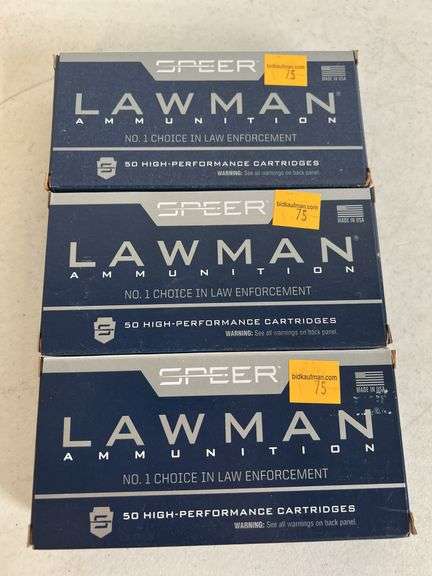 SPEER
bidkaufman.com
75
MADE IN USA
LAWMAN®
AMMUNITION
NO. 1 CHOICE IN LAW ENFORCEMENT
50 HIGH-PERFORMANCE CARTRIDGES
WARNING: See all warnings on back panel.
SPEER
bidkaufman.com
75
MADE IN USA
LAWMAN®
AMMUNITION
NO. 1 CHOICE IN LAW ENFORCEMENT
50 HIGH-PERFORMANCE CARTRIDGES
WARNING: See all warnings on back panel.
SPEER
bidkaufman.com
75
MADE IN USA
LAWMAN
AMMUNITION
NO. 1 CHOICE IN LAW ENFORCEMENT
50 HIGH-PERFORMANCE CARTRIDGES
WARNING: See all warnings on back panel.